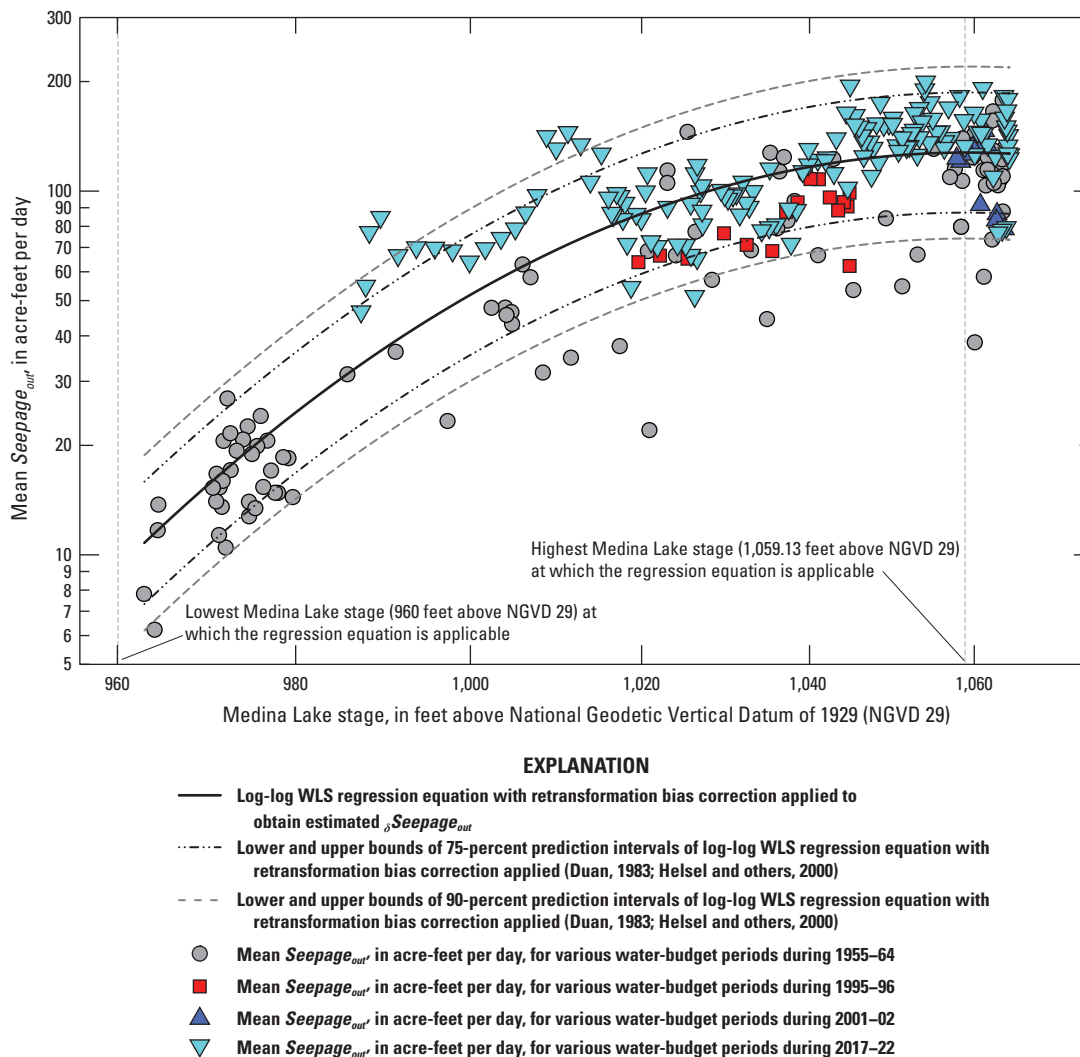 300
200
100
90
80
70
60
50
40
30
20
10
9
8
7
6
5
Mean Seepageout, in acre-feet per day
Highest Medina Lake stage (1,059.13 feet above NGVD 29)
at which the regression equation is applicable
Lowest Medina Lake stage (960 feet above NGVD 29) at
which the regression equation is applicable
960 980 1,000 1,020 1,040 1,060
Medina Lake stage, in feet above National Geodetic Vertical Datum of 1929 (NGVD 29)
EXPLANATION
Log-log WLS regression equation with retransformation bias correction applied to
obtain estimated δSeepageout
Lower and upper bounds of 75-percent prediction intervals of log-log WLS regression equation with
retransformation bias correction applied (Duan, 1983; Helsel and others, 2000)
Lower and upper bounds of 90-percent prediction intervals of log-log WLS regression equation with
retransformation bias correction applied (Duan, 1983; Helsel and others, 2000)
Mean Seepageout, in acre-feet per day, for various water-budget periods during 1955–64
Mean Seepageout, in acre-feet per day, for various water-budget periods during 1995–96
Mean Seepageout, in acre-feet per day, for various water-budget periods during 2001–02
Mean Seepageout, in acre-feet per day, for various water-budget periods during 2017–22